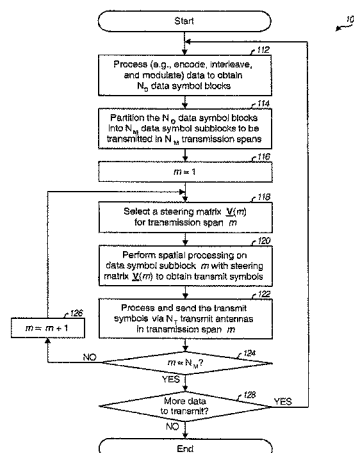 Start
10
112
Process (e.g., encode, interleave,
and modulate) data to obtain
N_D data symbol blocks
114
Partition the N_D data symbol blocks
into N_M data symbol subblocks to be
transmitted in N_M transmission spans
116
m = 1
118
Select a steering matrix V(m)
for transmission span m
120
Perform spatial processing on
data symbol subblock m with steering
matrix V(m) to obtain transmit symbols
122
Process and send the transmit
symbols via N_T transmit antennas
in transmission span m
126
m = m + 1
124
m = N_M?
NO
YES
128
More data
to transmit?
YES
NO
End